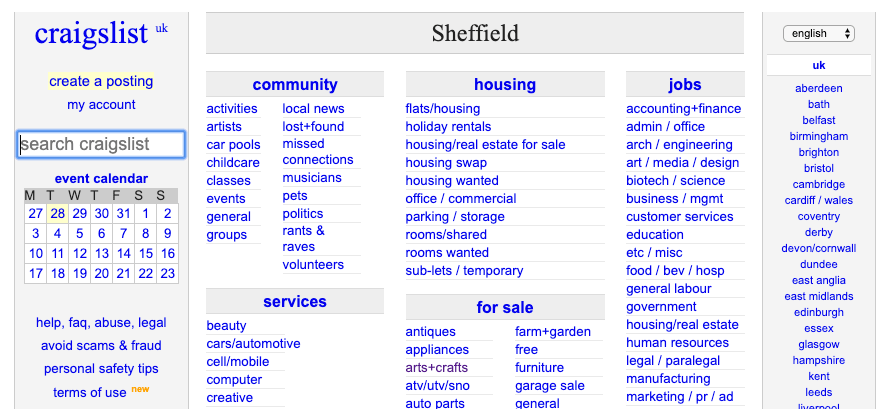 craigslist uk
create a posting
my account
search craigslist
event calendar
M T W T F S S
27 28 29 30 31 1 2
3 4 5 6 7 8 9
10 11 12 13 14 15 16
17 18 19 20 21 22 23
help, faq, abuse, legal
avoid scams & fraud
personal safety tips
terms of use new
Sheffield
community
activities
artists
car pools
childcare
classes
events
general
groups
local news
lost+found
missed
connections
musicians
pets
politics
rants &
raves
volunteers
services
beauty
cars/automotive
cell/mobile
computer
creative
housing
flats/housing
holiday rentals
housing/real estate for sale
housing swap
housing wanted
office / commercial
parking / storage
rooms/shared
rooms wanted
sub-lets / temporary
for sale
antiques
appliances
arts+crafts
atv/utv/sno
auto parts
farm+garden
free
furniture
garage sale
general
jobs
accounting+finance
admin / office
arch / engineering
art / media / design
biotech / science
business / mgmt
customer services
education
etc / misc
food / bev / hosp
general labour
government
housing/real estate
human resources
legal / paralegal
manufacturing
marketing / pr / ad
english
uk
aberdeen
bath
belfast
birmingham
brighton
bristol
cambridge
cardiff / wales
coventry
derby
devon/cornwall
dundee
east anglia
east midlands
edinburgh
essex
glasgow
hampshire
kent
leeds
liverpool